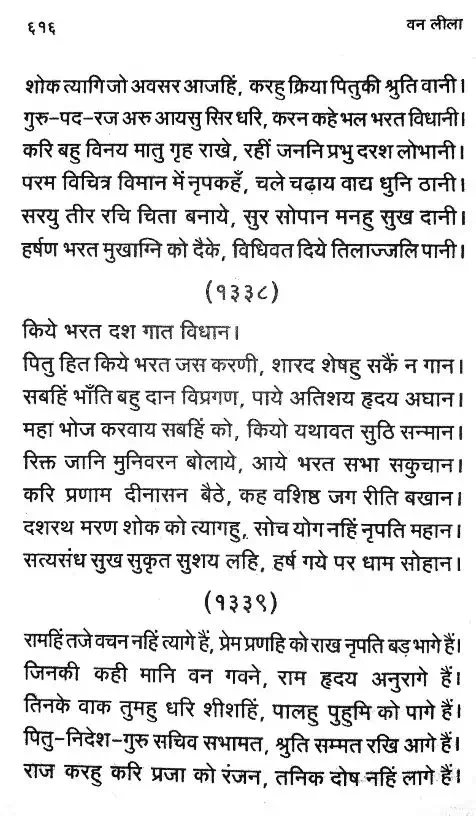 ६१६
वन लीला
शोक त्यागि जो अवसर आजहिं, करहु क्रिया पितुकी श्रुति वानी।
गुरु-पद-रज अरु आयसु सिर धरि, करन कहे भल भरत विधानी।
करि बहु विनय मातु गृह राखे, रहीं जननि प्रभु दरश लोभानी।
परम विचित्र विमान में नृपकहँ, चले चढ़ाय वाद्य धुनि ठानी।
सरयु तीर रचि चिता बनाये, सुर सोपान मनहु सुख दानी।
हर्षण भरत मुखाग्नि को दैके, विधिवत दिये तिलाज्जलि पानी।
(१३३८)
किये भरत दश गात विधान।
पितु हित किये भरत जस करणी, शारद शेषहु सकैं न गान।
सबहिं भाँति बहु दान विप्रगण, पाये अतिशय हृदय अघान।
महा भोज करवाय सबहिं को, कियो यथावत सुठि सन्मान।
रिक्त जानि मुनिवरन बोलाये, आये भरत सभा सकुचान।
करि प्रणाम दीनासन बैठे, कह वशिष्ठ जग रीति बखान।
दशरथ मरण शोक को त्यागहु, सोच योग नहिं नृपति महान।
सत्यसंध सुख सुकृत सुशय लहि, हर्ष गये पर धाम सोहान।
(१३३९)
रामहिं तजे वचन नहिं त्यागे हैं, प्रेम प्रणहि को राख नृपति बड़ भागे हैं।
जिनकी कही मानि वन गवने, राम हृदय अनुरागे हैं।
तिनके वाक तुमहु धरि शीशहिं, पालहु पुहुमि को पागे हैं।
पितु-निदेश-गुरु सचिव सभामत, श्रुति सम्मत रखि आगे हैं।
राज करहु करि प्रजा को रंजन, तनिक दोष नहिं लागे हैं।